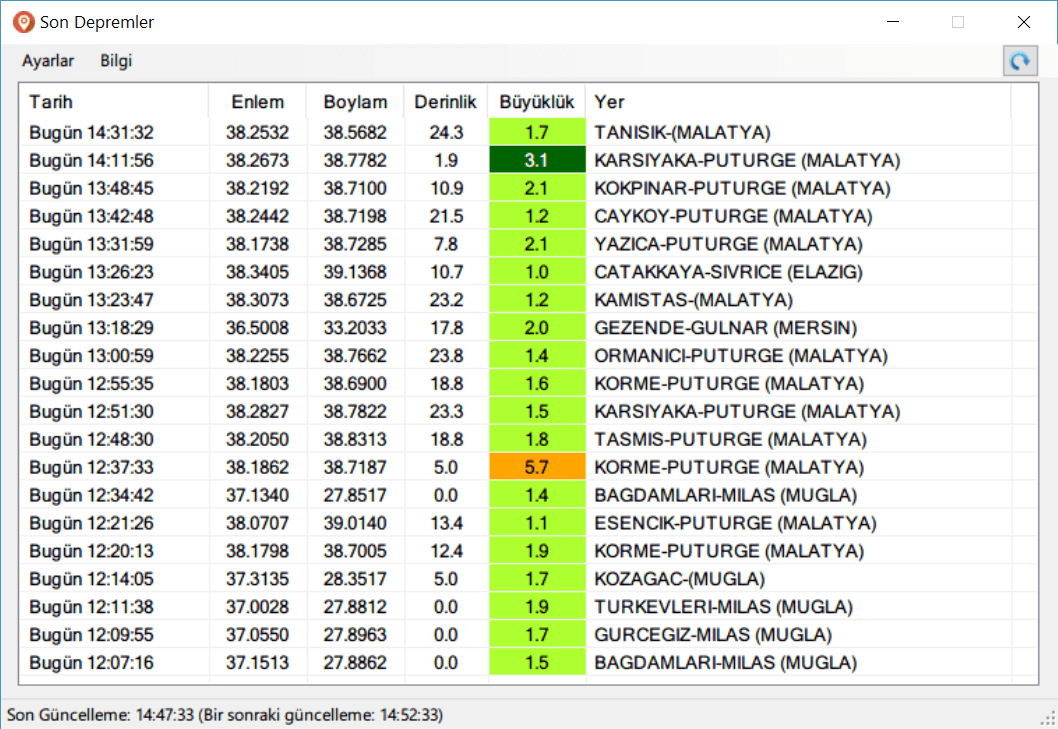 Son Depremler
Ayarlar Bilgi
Tarih Enlem Boylam Derinlik Büyüklük Yer
Bugün 14:31:32 38.2532 38.5682 24.3 1.7 TANISIK-(MALATYA)
Bugün 14:11:56 38.2673 38.7782 1.9 3.1 KARSIYAKA-PUTURGE (MALATYA)
Bugün 13:48:45 38.2192 38.7100 10.9 2.1 KOKPINAR-PUTURGE (MALATYA)
Bugün 13:42:48 38.2442 38.7198 21.5 1.2 CAYKOY-PUTURGE (MALATYA)
Bugün 13:31:59 38.1738 38.7285 7.8 2.1 YAZICA-PUTURGE (MALATYA)
Bugün 13:26:23 38.3405 39.1368 10.7 1.0 CATAKKAYA-SIVRICE (ELAZIG)
Bugün 13:23:47 38.3073 38.6725 23.2 1.2 KAMISTAS-(MALATYA)
Bugün 13:18:29 36.5008 33.2033 17.8 2.0 GEZENDE-GULNAR (MERSIN)
Bugün 13:00:59 38.2255 38.7662 23.8 1.4 ORMANICI-PUTURGE (MALATYA)
Bugün 12:55:35 38.1803 38.6900 18.8 1.6 KORME-PUTURGE (MALATYA)
Bugün 12:51:30 38.2827 38.7822 23.3 1.5 KARSIYAKA-PUTURGE (MALATYA)
Bugün 12:48:30 38.2050 38.8313 18.8 1.8 TASMIS-PUTURGE (MALATYA)
Bugün 12:37:33 38.1862 38.7187 5.0 5.7 KORME-PUTURGE (MALATYA)
Bugün 12:34:42 37.1340 27.8517 0.0 1.4 BAGDAMLARI-MILAS (MUGLA)
Bugün 12:21:26 38.0707 39.0140 13.4 1.1 ESENCIK-PUTURGE (MALATYA)
Bugün 12:20:13 38.1798 38.7005 12.4 1.9 KORME-PUTURGE (MALATYA)
Bugün 12:14:05 37.3135 28.3517 5.0 1.7 KOZAGAC-(MUGLA)
Bugün 12:11:38 37.0028 27.8812 0.0 1.9 TURKEVLERI-MILAS (MUGLA)
Bugün 12:09:55 37.0550 27.8963 0.0 1.7 GURCEGIZ-MILAS (MUGLA)
Bugün 12:07:16 37.1513 27.8862 0.0 1.5 BAGDAMLARI-MILAS (MUGLA)
Son Güncelleme: 14:47:33 (Bir sonraki güncelleme: 14:52:33)